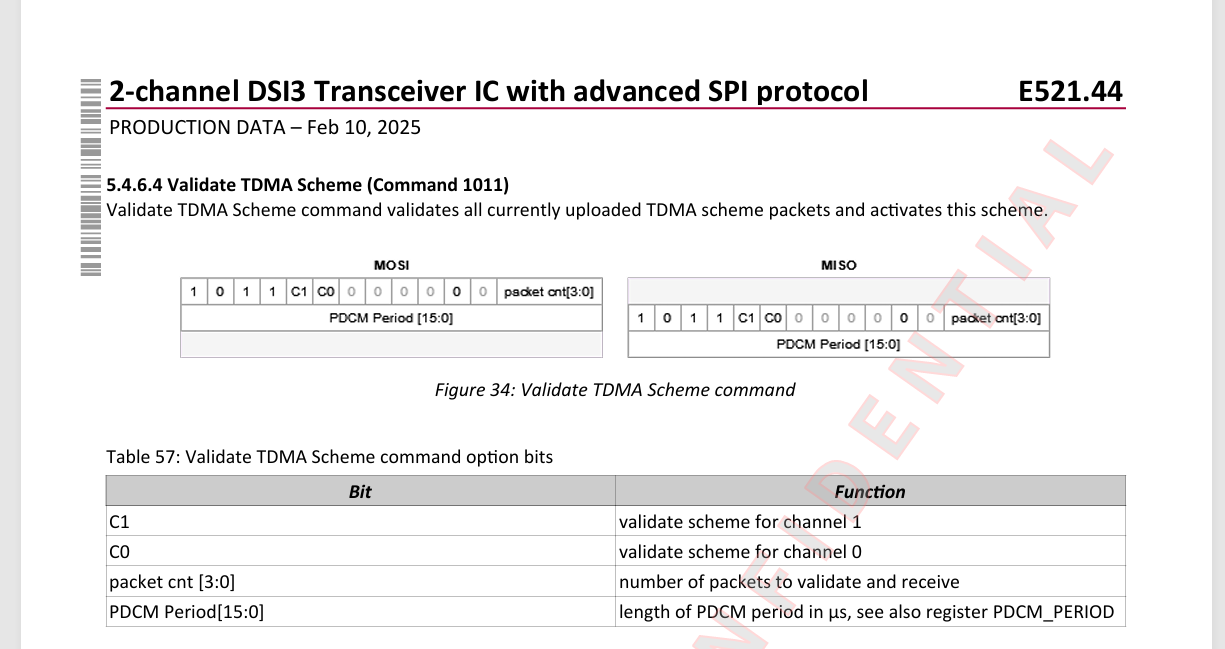 2-channel DSI3 Transceiver IC with advanced SPI protocol E521.44
PRODUCTION DATA – Feb 10, 2025
5.4.6.4 Validate TDMA Scheme (Command 1011)
Validate TDMA Scheme command validates all currently uploaded TDMA scheme packets and activates this scheme.
MOSI MISO
1 0 1 1 C1 C0 0 0 0 0 0 0 packet cnt[3:0]
PDCM Period [15:0] 1 0 1 1 C1 C0 0 0 0 0 0 0 packet cnt[3:0]
PDCM Period [15:0]
Figure 34: Validate TDMA Scheme command
Table 57: Validate TDMA Scheme command option bits
Bit Function
C1 validate scheme for channel 1
C0 validate scheme for channel 0
packet cnt [3:0] number of packets to validate and receive
PDCM Period[15:0] length of PDCM period in µs, see also register PDCM_PERIOD
NFIDENTIAL